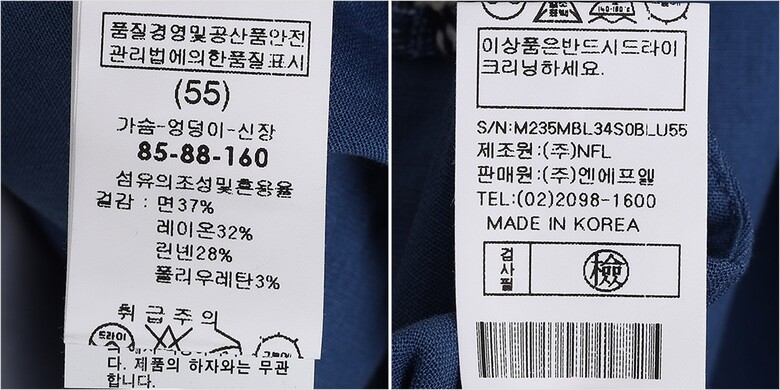 품질경영및공산품안전
관리법에의한품질표시
(55)
가슴-엉덩이-신장
85-88-160
섬유의조성및혼용율
겉감 : 면37%
레이온32%
린넨28%
폴리우레탄3%
취급주의
드라이
다. 제품의 하자와는 무관
합니다.
140-160℃
이상품은반드시드라이
크리닝하세요.
S/N:M235MBL34S0BLU55
제조원:(주)NFL
판매원:(주)엔에프엘
TEL:(02)2098-1600
MADE IN KOREA
검사필
檢